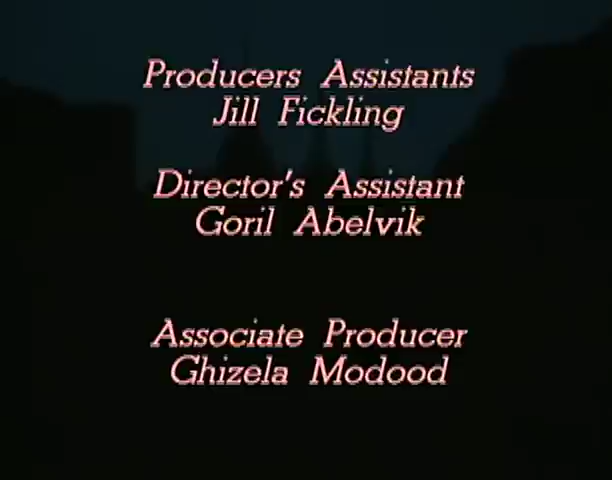 Producers Assistants
Jill Fickling
Director's Assistant
Goril Abelvik
Associate Producer
Ghizela Modood